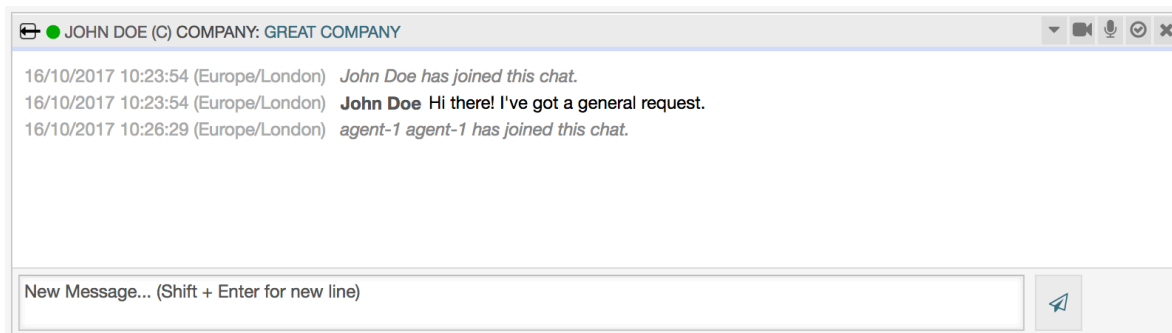 JOHN DOE (C) COMPANY: GREAT COMPANY
16/10/2017 10:23:54 (Europe/London) John Doe has joined this chat.
16/10/2017 10:23:54 (Europe/London) John Doe Hi there! I've got a general request.
16/10/2017 10:26:29 (Europe/London) agent-1 agent-1 has joined this chat.
New Message... (Shift + Enter for new line)